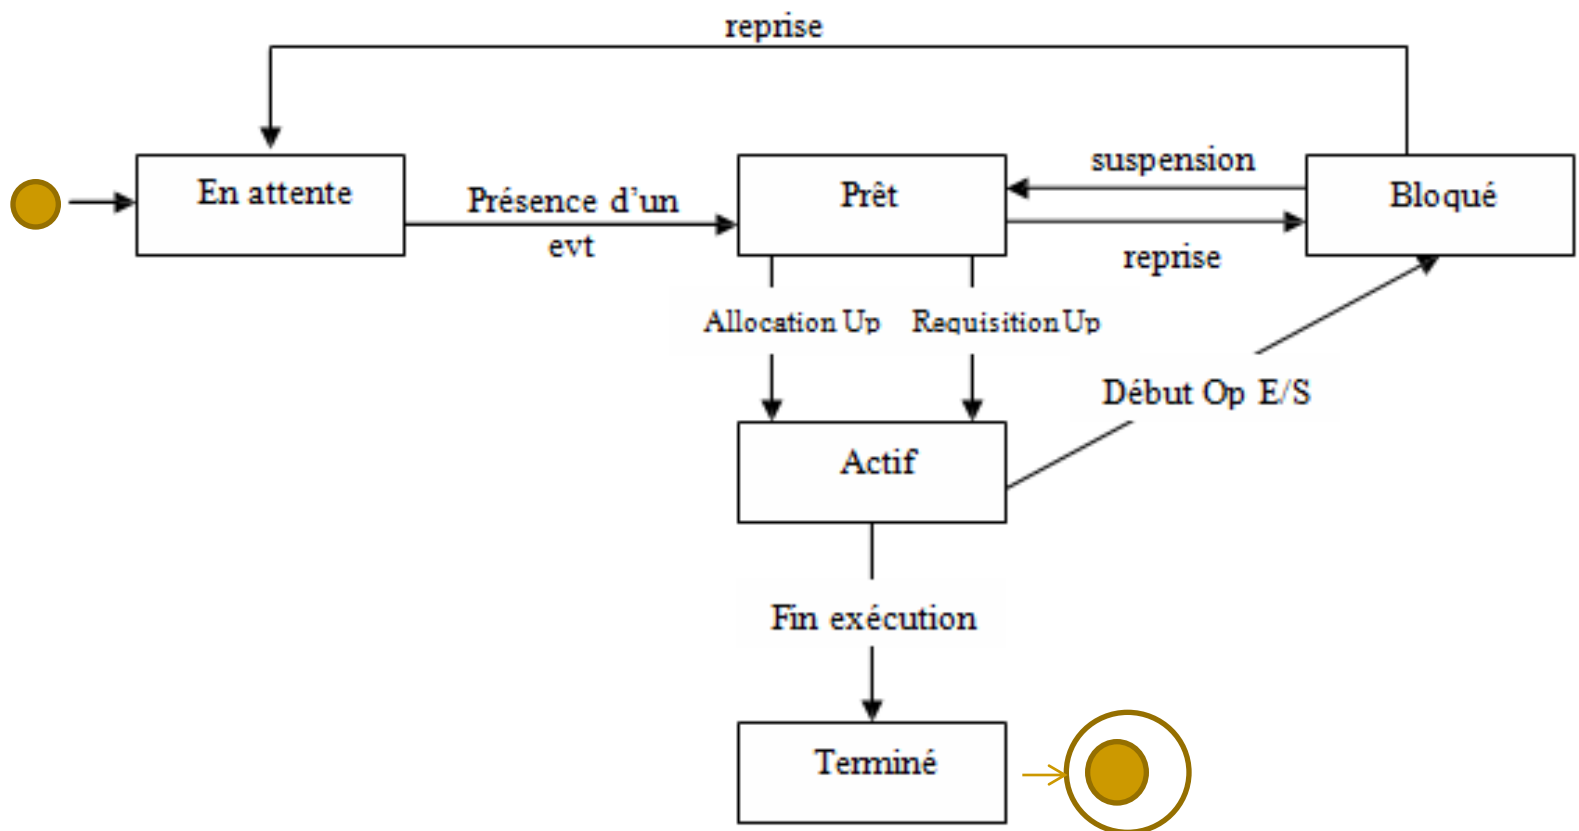 reprise
En attente
Présence d'un
evt
Prêt
suspension
reprise
Bloqué
Allocation Up
Requisition Up
Début Op E/S
Actif
Fin exécution
Terminé